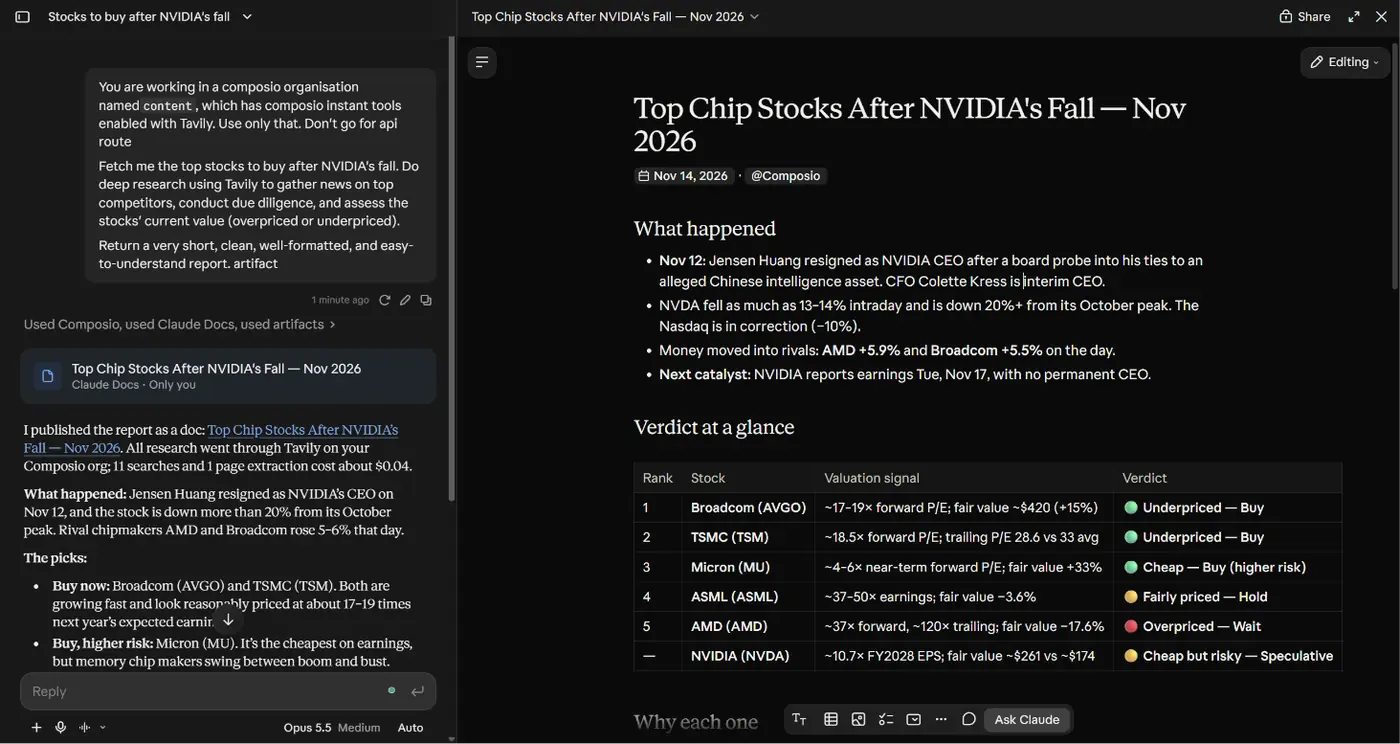 Stocks to buy after NVIDIA's fall
You are working in a composio organisation
named content , which has composio instant tools
enabled with Tavily. Use only that. Don't go for api
route
Fetch me the top stocks to buy after NVIDIA's fall. Do
deep research using Tavily to gather news on top
competitors, conduct due diligence, and assess the
stocks' current value (overpriced or underpriced).
Return a very short, clean, well-formatted, and easy-
to-understand report. artifact
1 minute ago
Used Composio, used Claude Docs, used artifacts >
Top Chip Stocks After NVIDIA's Fall — Nov 2026
Claude Docs · Only you
I published the report as a doc: Top Chip Stocks After NVIDIA's
Fall — Nov 2026. All research went through Tavily on your
Composio org; 11 searches and 1 page extraction cost about $0.04.
What happened: Jensen Huang resigned as NVIDIA's CEO on
Nov 12, and the stock is down more than 20% from its October
peak. Rival chipmakers AMD and Broadcom rose 5–6% that day.
The picks:
• Buy now: Broadcom (AVGO) and TSMC (TSM). Both are
growing fast and look reasonably priced at about 17–19 times
next year's expected earnin
• Buy, higher risk: Micron (MU). It's the cheapest on earnings,
but memory chip makers swing between boom and bust.
Reply
Opus 5.5 Medium Auto
Top Chip Stocks After NVIDIA's Fall — Nov 2026
Share
Editing
Top Chip Stocks After NVIDIA's Fall — Nov
2026
Nov 14, 2026 · @Composio
What happened
• Nov 12: Jensen Huang resigned as NVIDIA CEO after a board probe into his ties to an
alleged Chinese intelligence asset. CFO Colette Kress is interim CEO.
• NVDA fell as much as 13–14% intraday and is down 20%+ from its October peak. The
Nasdaq is in correction (−10%).
• Money moved into rivals: AMD +5.9% and Broadcom +5.5% on the day.
• Next catalyst: NVIDIA reports earnings Tue, Nov 17, with no permanent CEO.
Verdict at a glance
Rank Stock Valuation signal Verdict
1 Broadcom (AVGO) ~17–19× forward P/E; fair value ~$420 (+15%) Underpriced — Buy
2 TSMC (TSM) ~18.5× forward P/E; trailing P/E 28.6 vs 33 avg Underpriced — Buy
3 Micron (MU) ~4–6× near-term forward P/E; fair value +33% Cheap — Buy (higher risk)
4 ASML (ASML) ~37–50× earnings; fair value −3.6% Fairly priced — Hold
5 AMD (AMD) ~37× forward, ~120× trailing; fair value −17.6% Overpriced — Wait
— NVIDIA (NVDA) ~10.7× FY2028 EPS; fair value ~$261 vs ~$174 Cheap but risky — Speculative
Why each one
Ask Claude